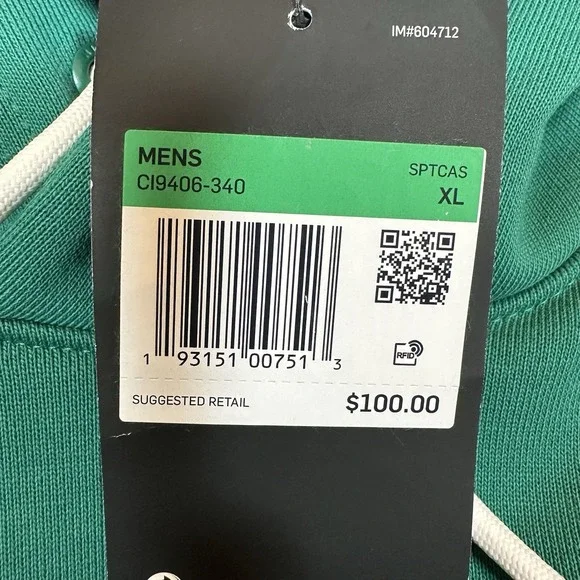 IM#604712
MENS
CI9406-340
SPTCAS
XL
1 93151 00751 3
RFID
SUGGESTED RETAIL
$100.00